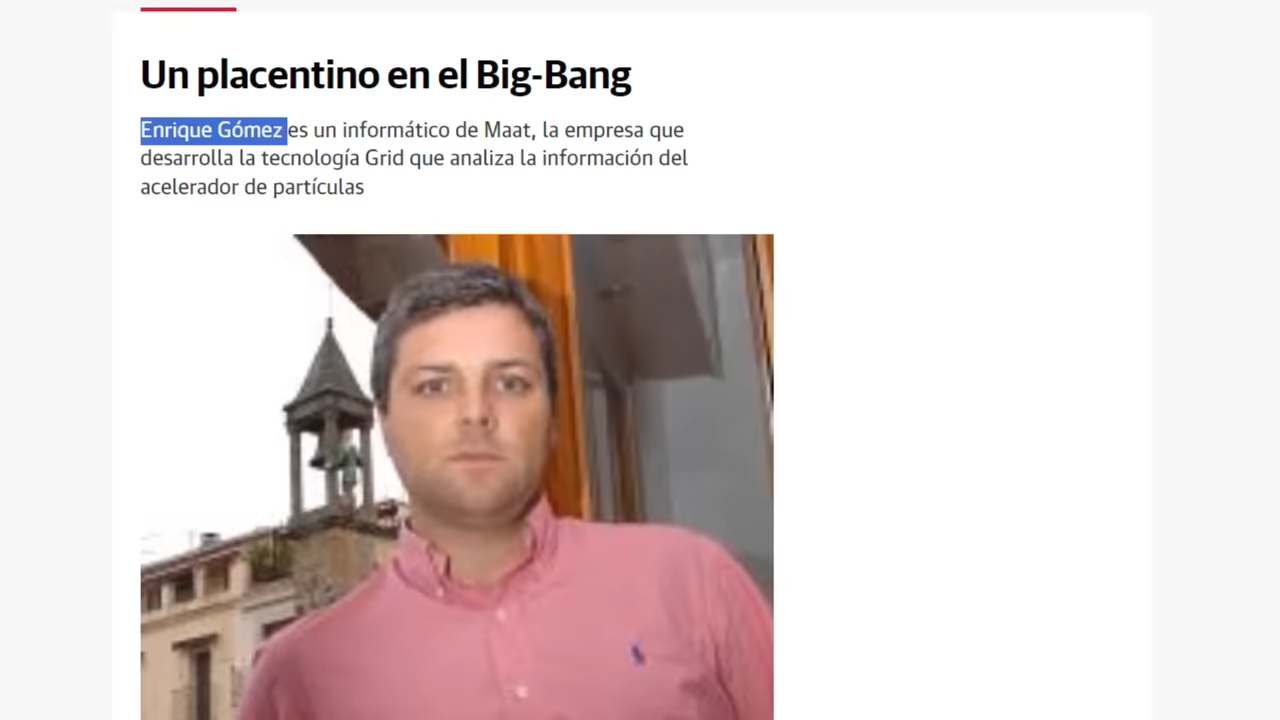 Un placentino en el Big-Bang
Enrique Gómez es un informático de Maat, la empresa que
desarrolla la tecnología Grid que analiza la información del
acelerador de partículas